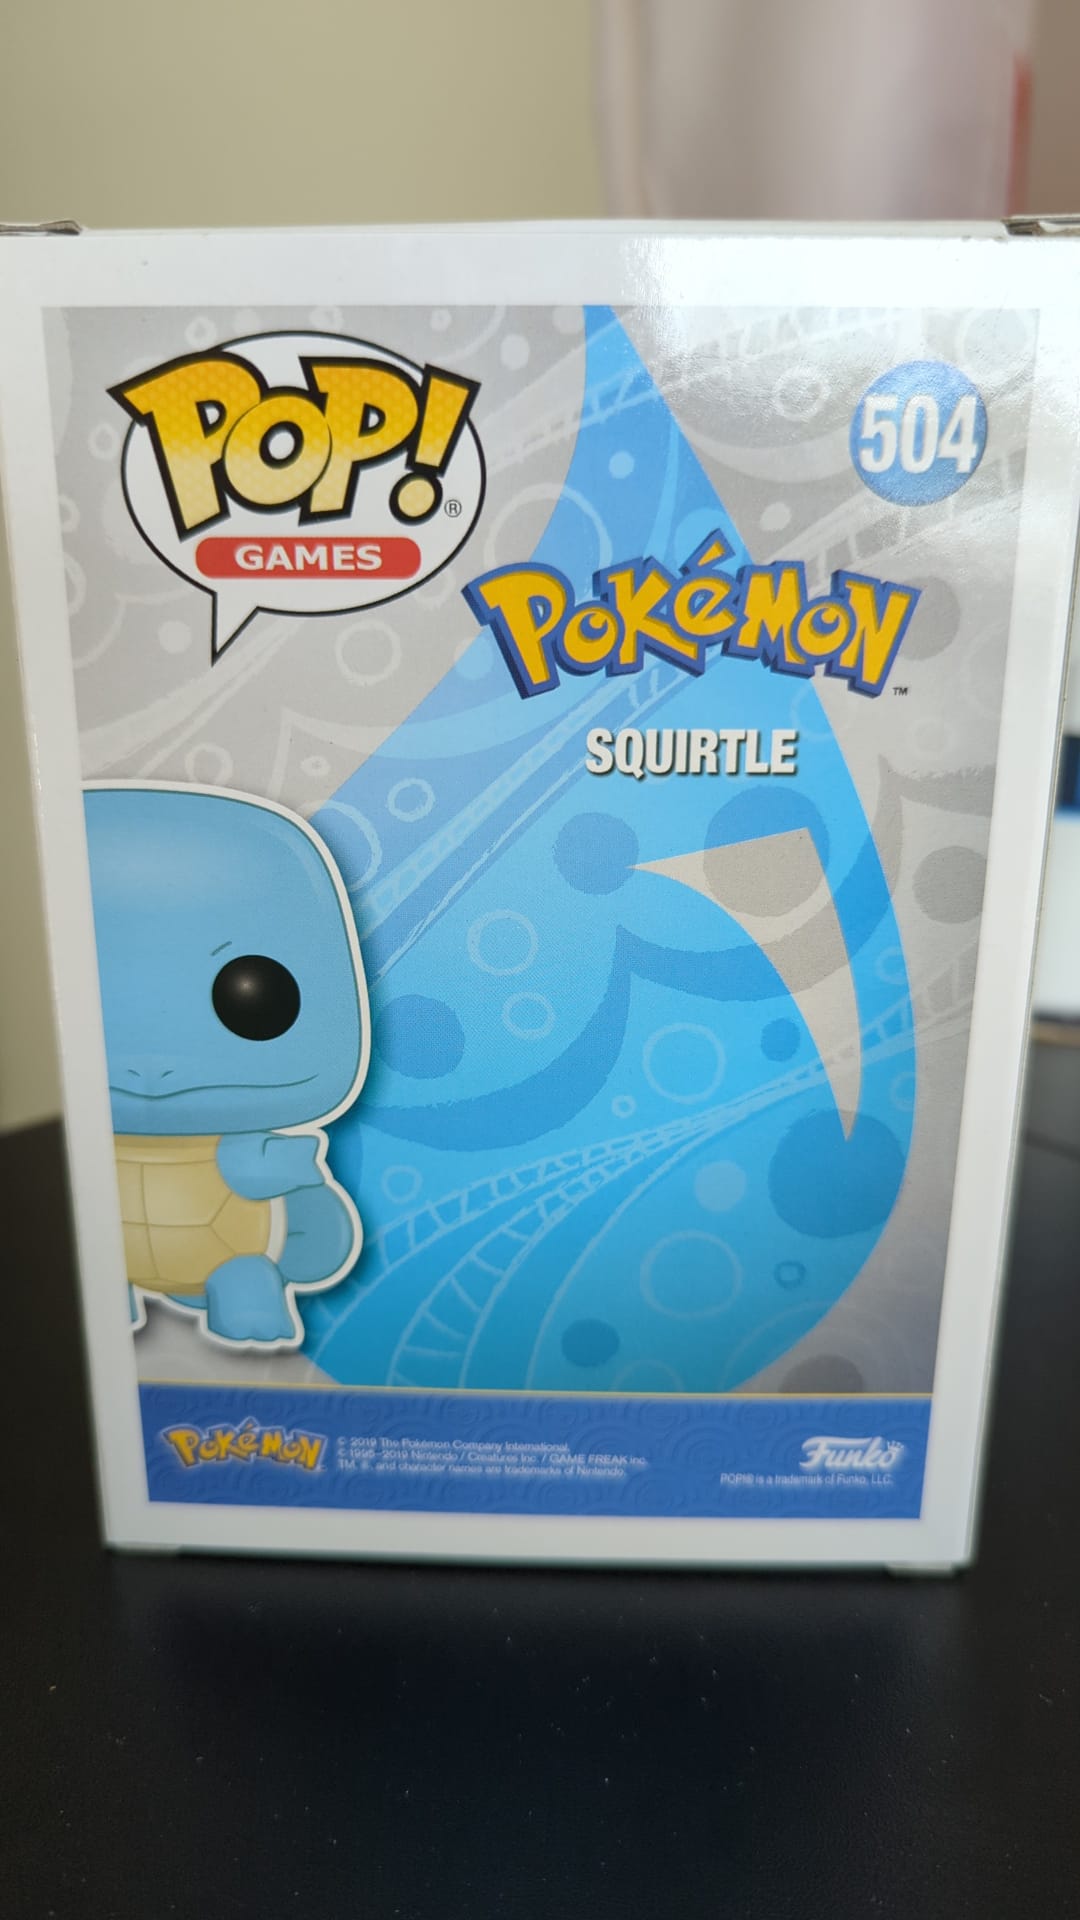 POP!®
GAMES
504
POKÉMON™
SQUIRTLE
POKÉMON
© 2019 The Pokémon Company International.
© 1995–2019 Nintendo / Creatures Inc. / GAME FREAK inc.
TM, ®, and character names are trademarks of Nintendo.
Funko
POP!® is a trademark of Funko, LLC.